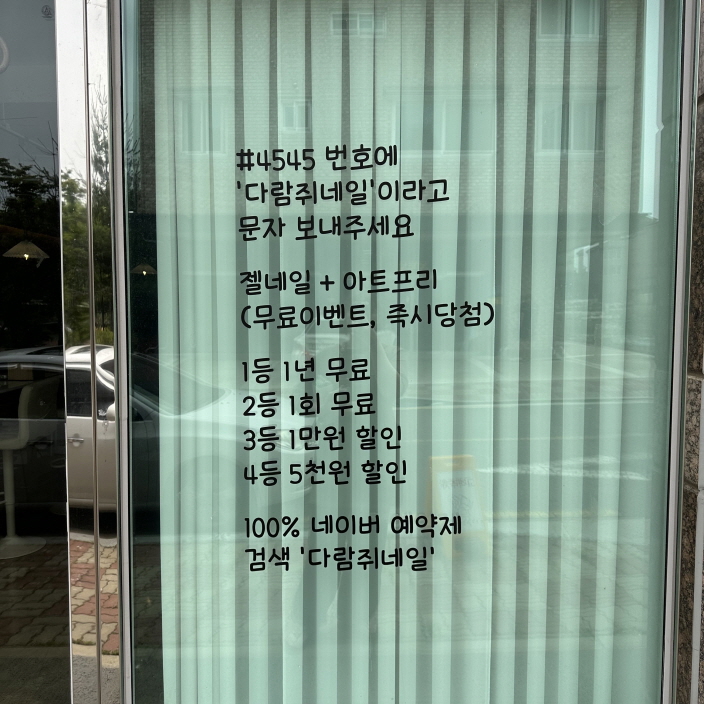 #4545 번호에
'다람쥐네일'이라고
문자 보내주세요
젤네일 + 아트프리
(무료이벤트, 즉시당첨)
1등 1년 무료
2등 1회 무료
3등 1만원 할인
4등 5천원 할인
100% 네이버 예약제
검색 '다람쥐네일'